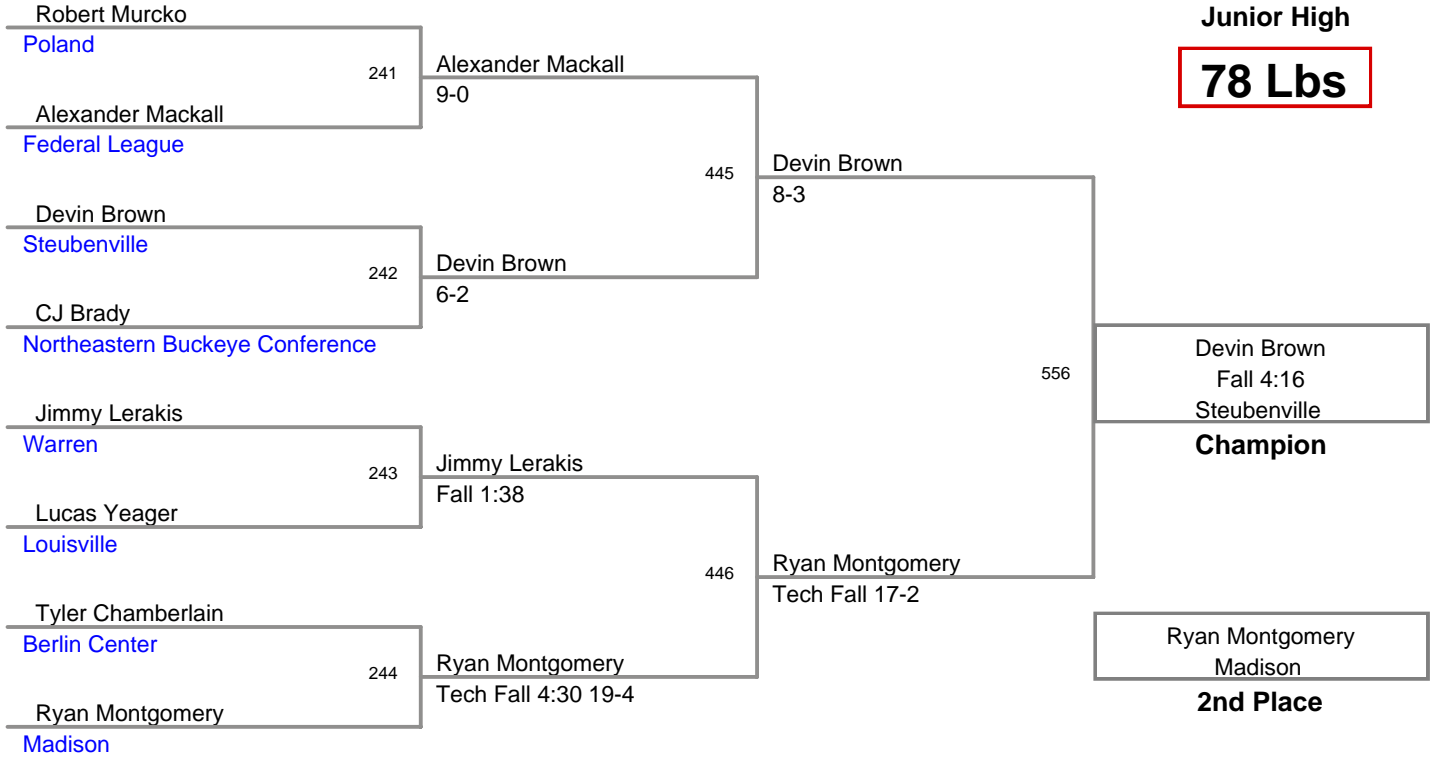 Robert Murcko
Poland
241
Alexander Mackall
9-0
Alexander Mackall
Federal League
445
Devin Brown
8-3
Devin Brown
Steubenville
242
Devin Brown
6-2
CJ Brady
Northeastern Buckeye Conference
556
Devin Brown
Fall 4:16
Steubenville
Champion
Jimmy Lerakis
Warren
243
Jimmy Lerakis
Fall 1:38
Lucas Yeager
Louisville
446
Ryan Montgomery
Tech Fall 17-2
Tyler Chamberlain
Berlin Center
244
Ryan Montgomery
Tech Fall 4:30 19-4
Ryan Montgomery
Madison
Ryan Montgomery
Madison
2nd Place
Junior High
78 Lbs